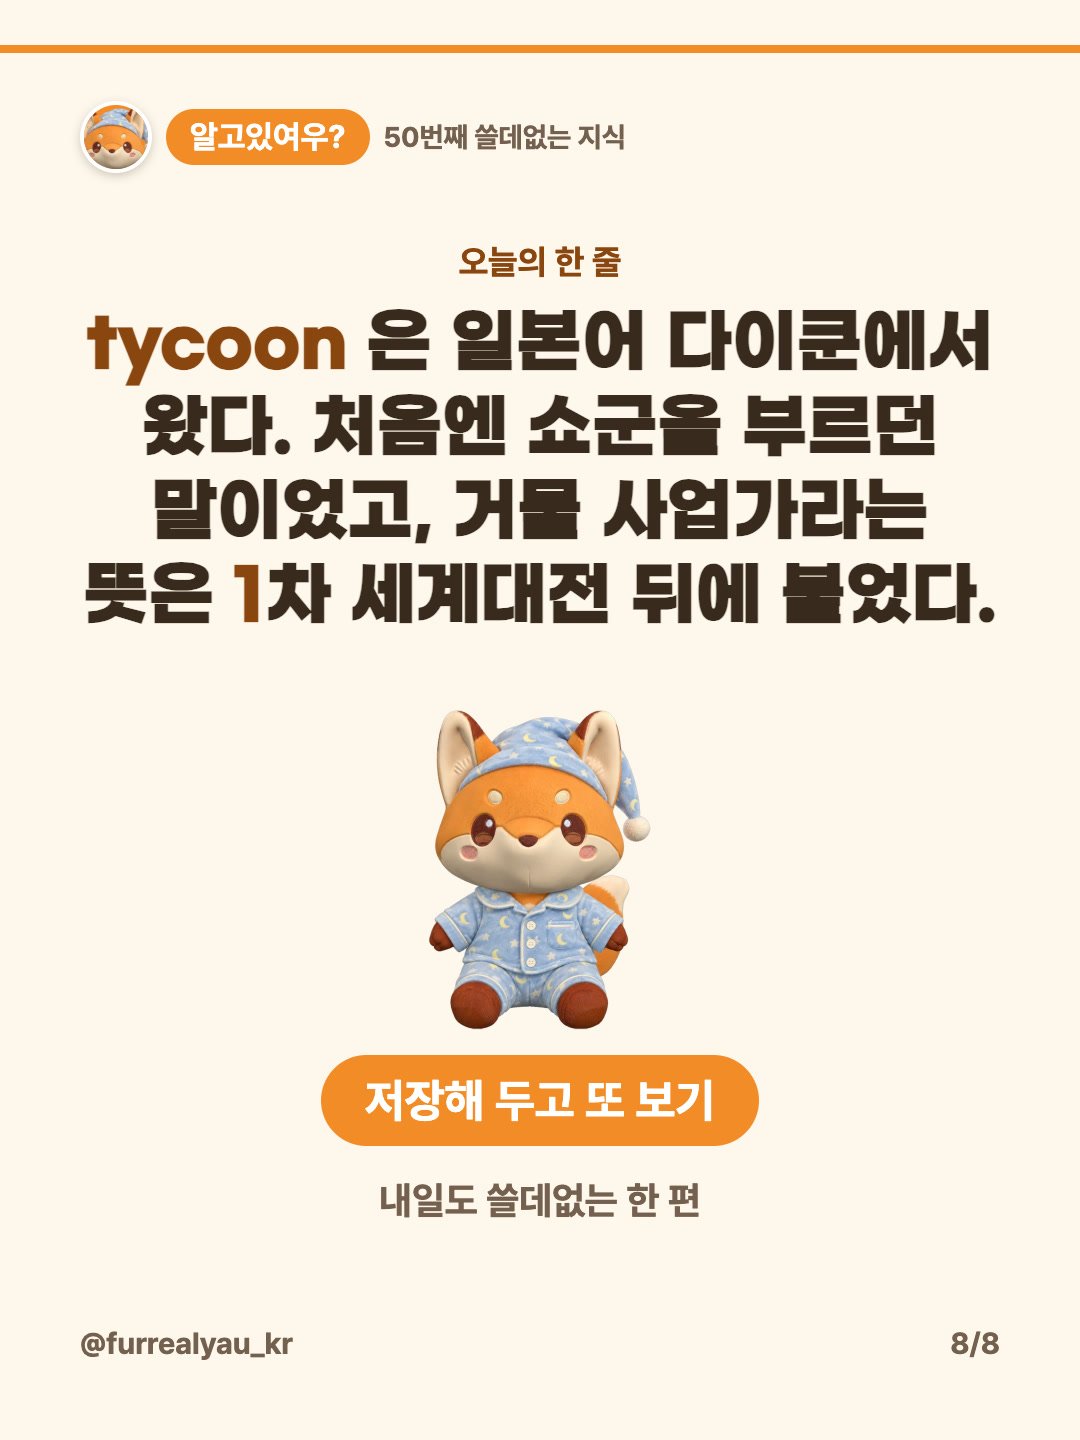 알고있여우?
50번째 쓸데없는 지식
오늘의 한 줄
tycoon 은 일본어 다이쿤에서
왔다. 처음엔 쇼군을 부르던
말이었고, 거물 사업가라는
뜻은 1차 세계대전 뒤에 붙었다.
저장해 두고 또 보기
내일도 쓸데없는 한 편
@furrealyau_kr
8/8